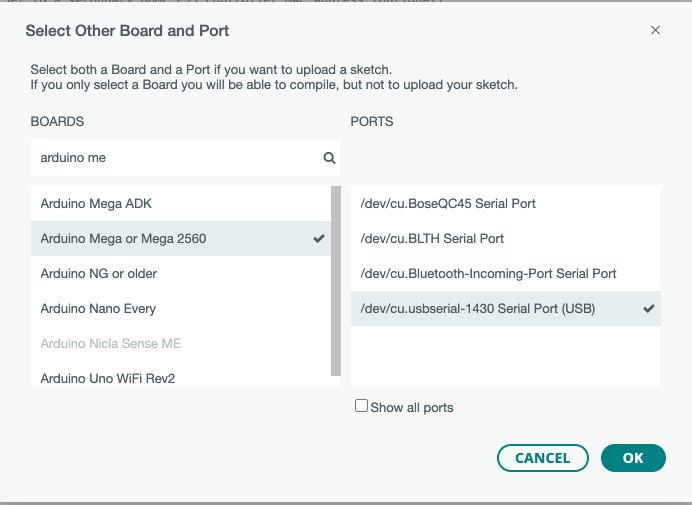 Select Other Board and Port
Select both a Board and a Port if you want to upload a sketch.
If you only select a Board you will be able to compile, but not to upload your sketch.
BOARDS
arduino me
Arduino Mega ADK
Arduino Mega or Mega 2560
Arduino NG or older
Arduino Nano Every
Arduino Nicla Sense ME
Arduino Uno WiFi Rev2
PORTS
/dev/cu.BoseQC45 Serial Port
/dev/cu.BLTH Serial Port
/dev/cu.Bluetooth-Incoming-Port Serial Port
/dev/cu.usbserial-1430 Serial Port (USB)
Show all ports
CANCEL
OK